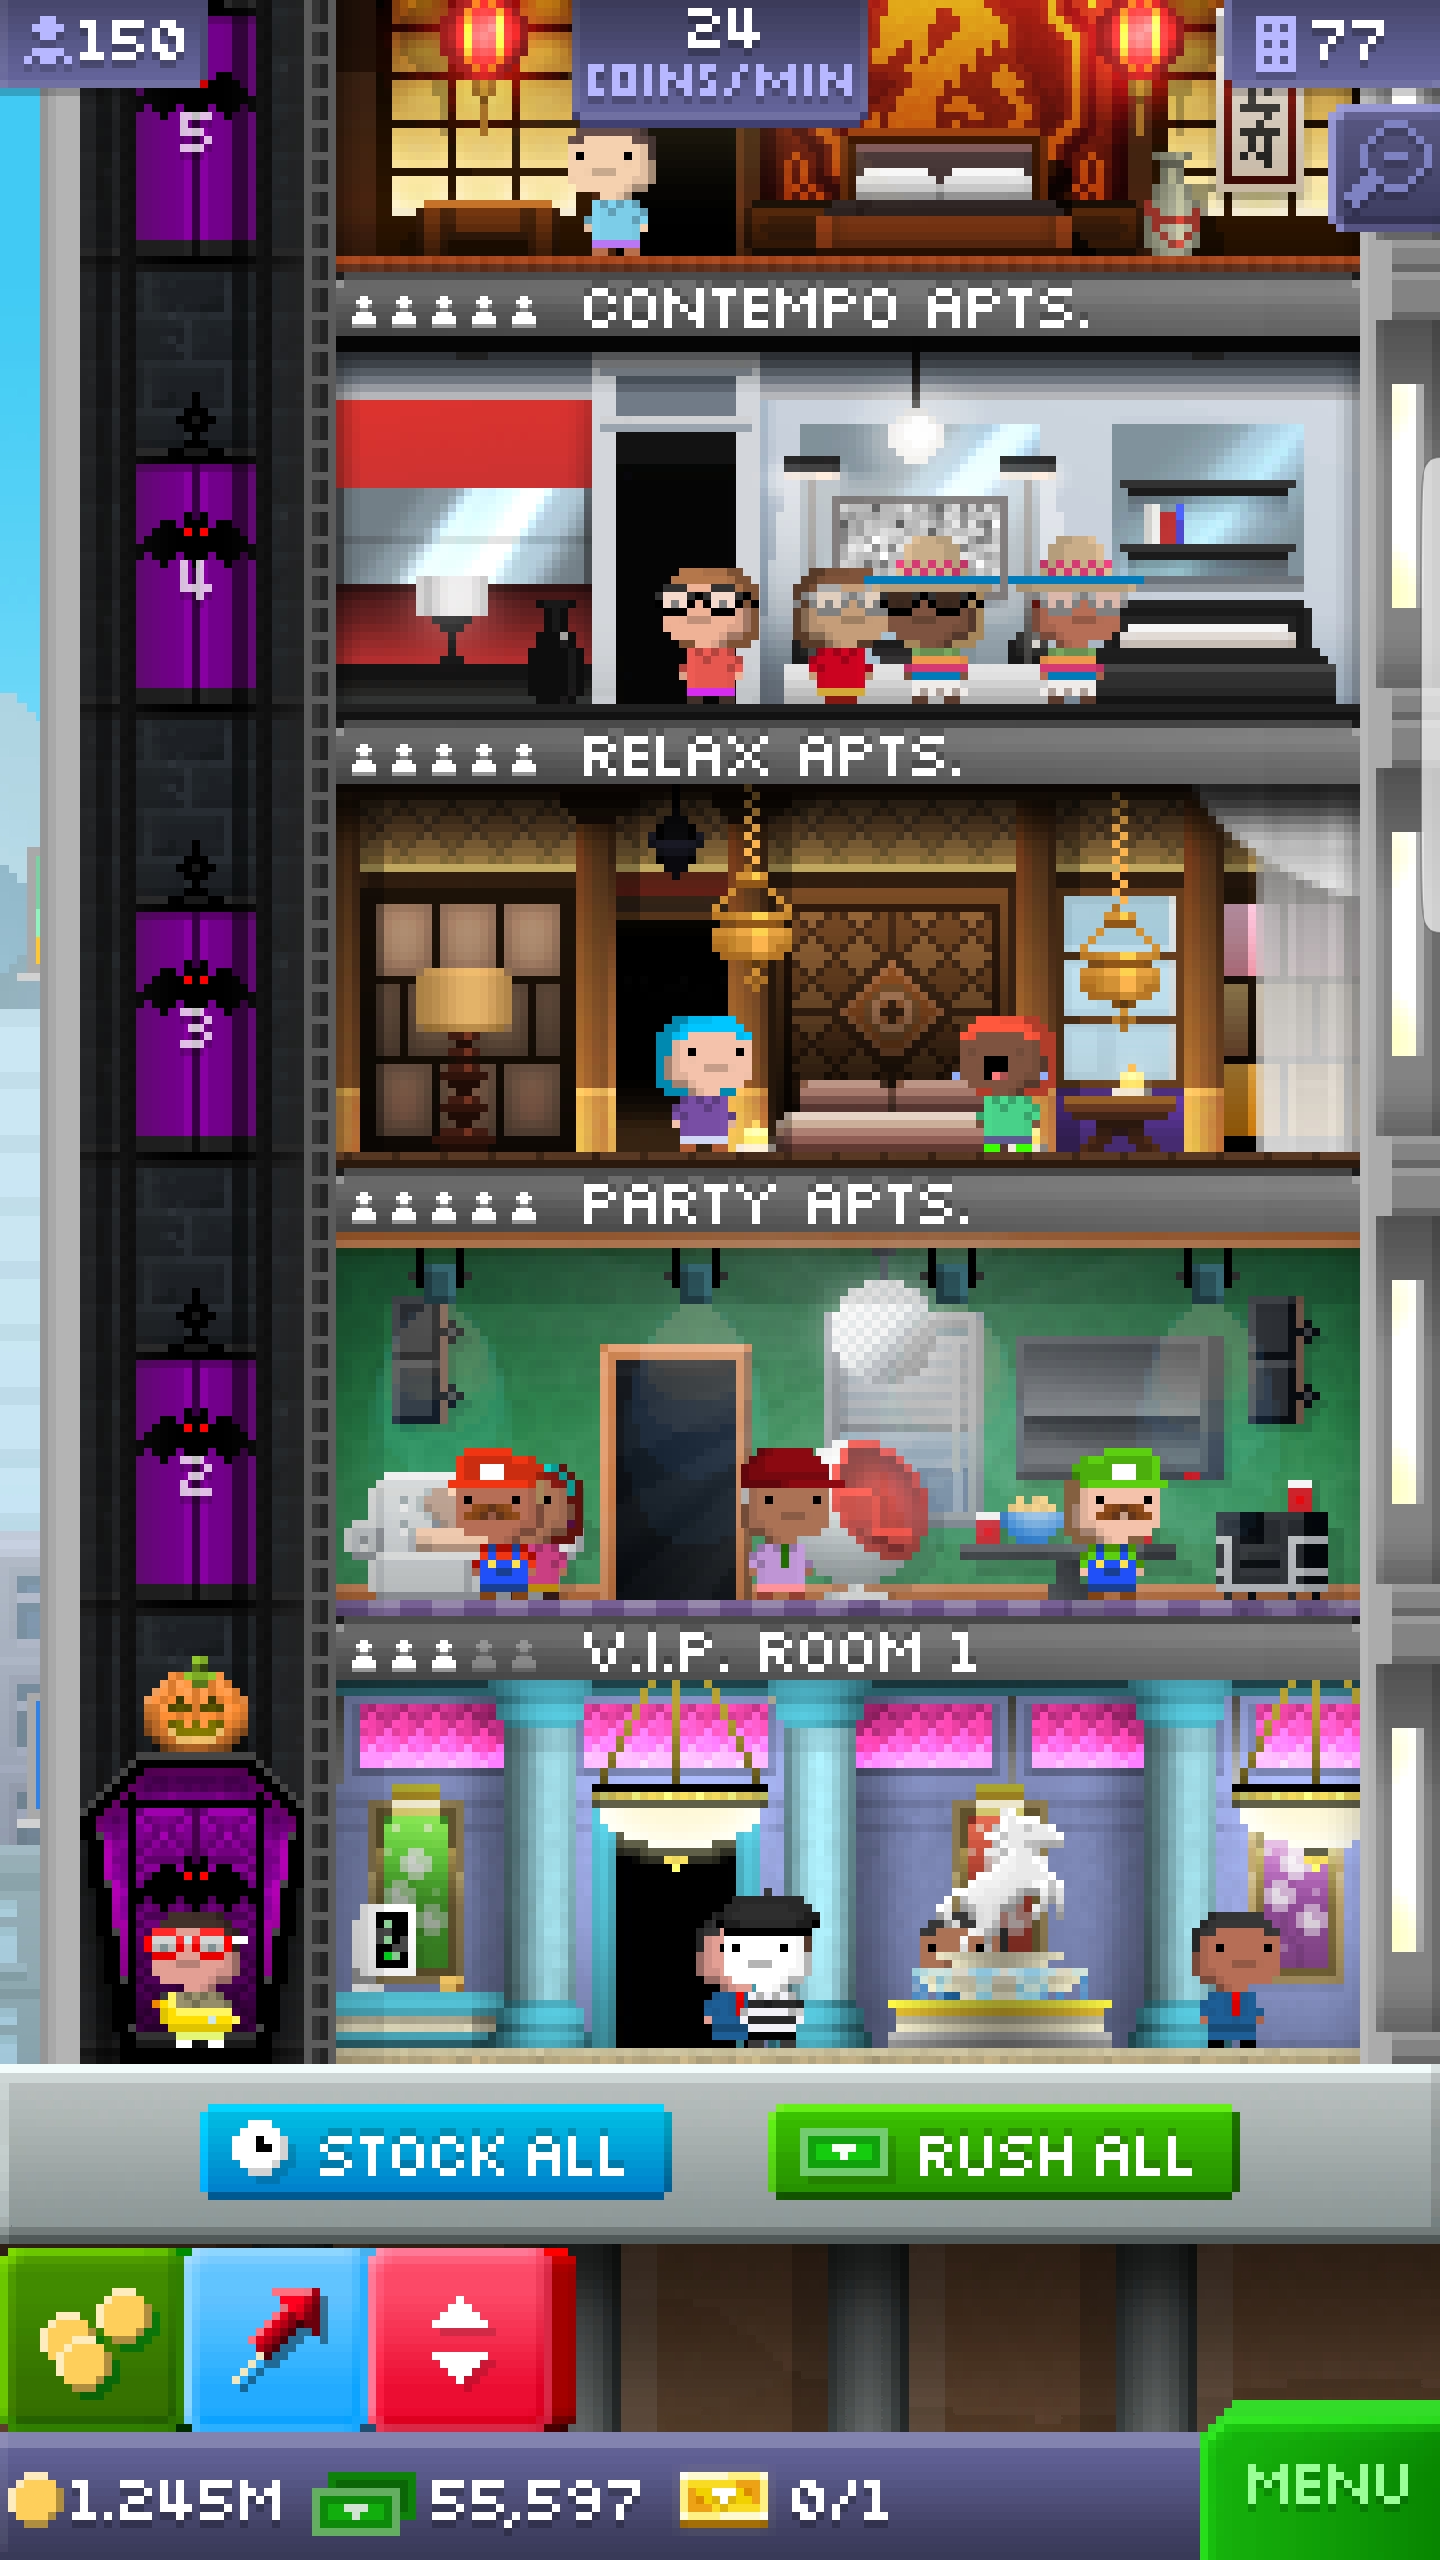 150
24
COINS/MIN
77
5
CONTEMPO APTS.
4
RELAX APTS.
3
PARTY APTS.
2
V.I.P. ROOM 1
STOCK ALL
RUSH ALL
1.245M
55,597
0/1
MENU